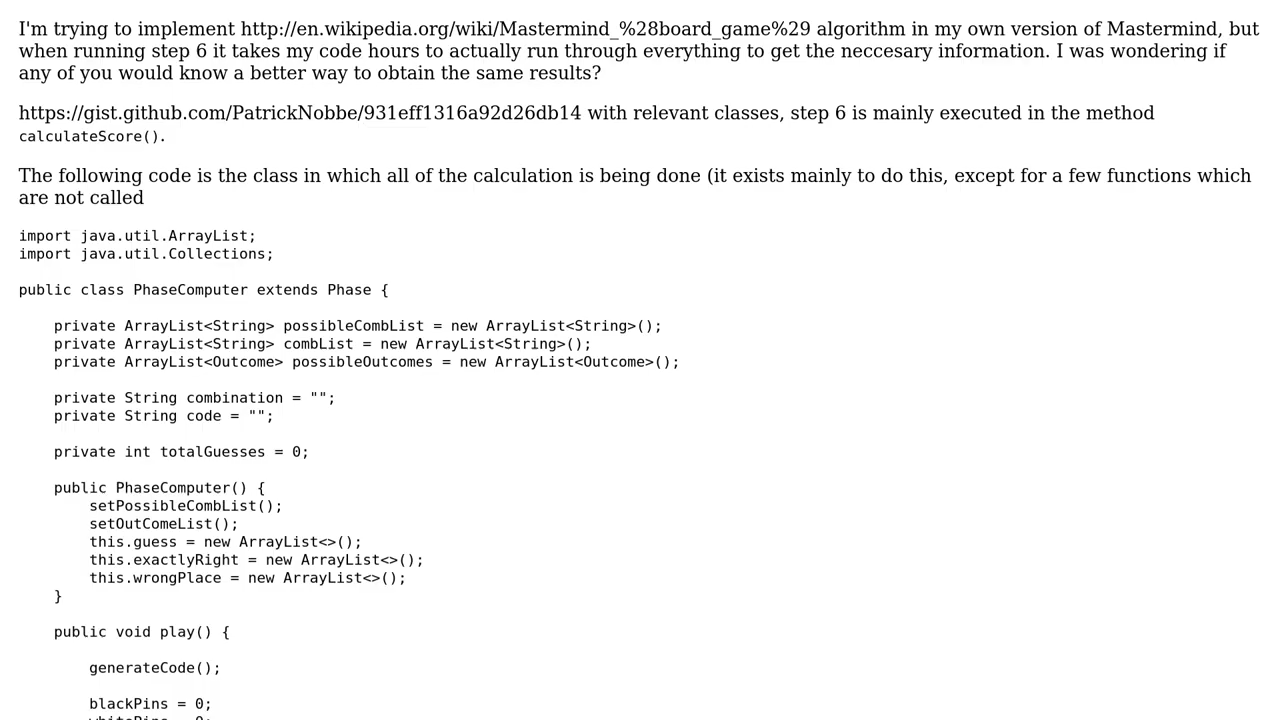 I'm trying to implement http://en.wikipedia.org/wiki/Mastermind_%28board_game%29 algorithm in my own version of Mastermind, but
when running step 6 it takes my code hours to actually run through everything to get the neccesary information. I was wondering if
any of you would know a better way to obtain the same results?
https://gist.github.com/PatrickNobbe/931eff1316a92d26db14 with relevant classes, step 6 is mainly executed in the method
calculateScore().
The following code is the class in which all of the calculation is being done (it exists mainly to do this, except for a few functions which
are not called
import java.util.ArrayList;
import java.util.Collections;
public class PhaseComputer extends Phase {
private ArrayList<String> possibleCombList = new ArrayList<String>();
private ArrayList<String> combList = new ArrayList<String>();
private ArrayList<Outcome> possibleOutcomes = new ArrayList<Outcome>();
private String combination = "";
private String code = "";
private int totalGuesses = 0;
public PhaseComputer() {
setPossibleCombList();
setOutComeList();
this.guess = new ArrayList<>();
this.exactlyRight = new ArrayList<>();
this.wrongPlace = new ArrayList<>();
}
public void play() {
generateCode();
blackPins = 0;